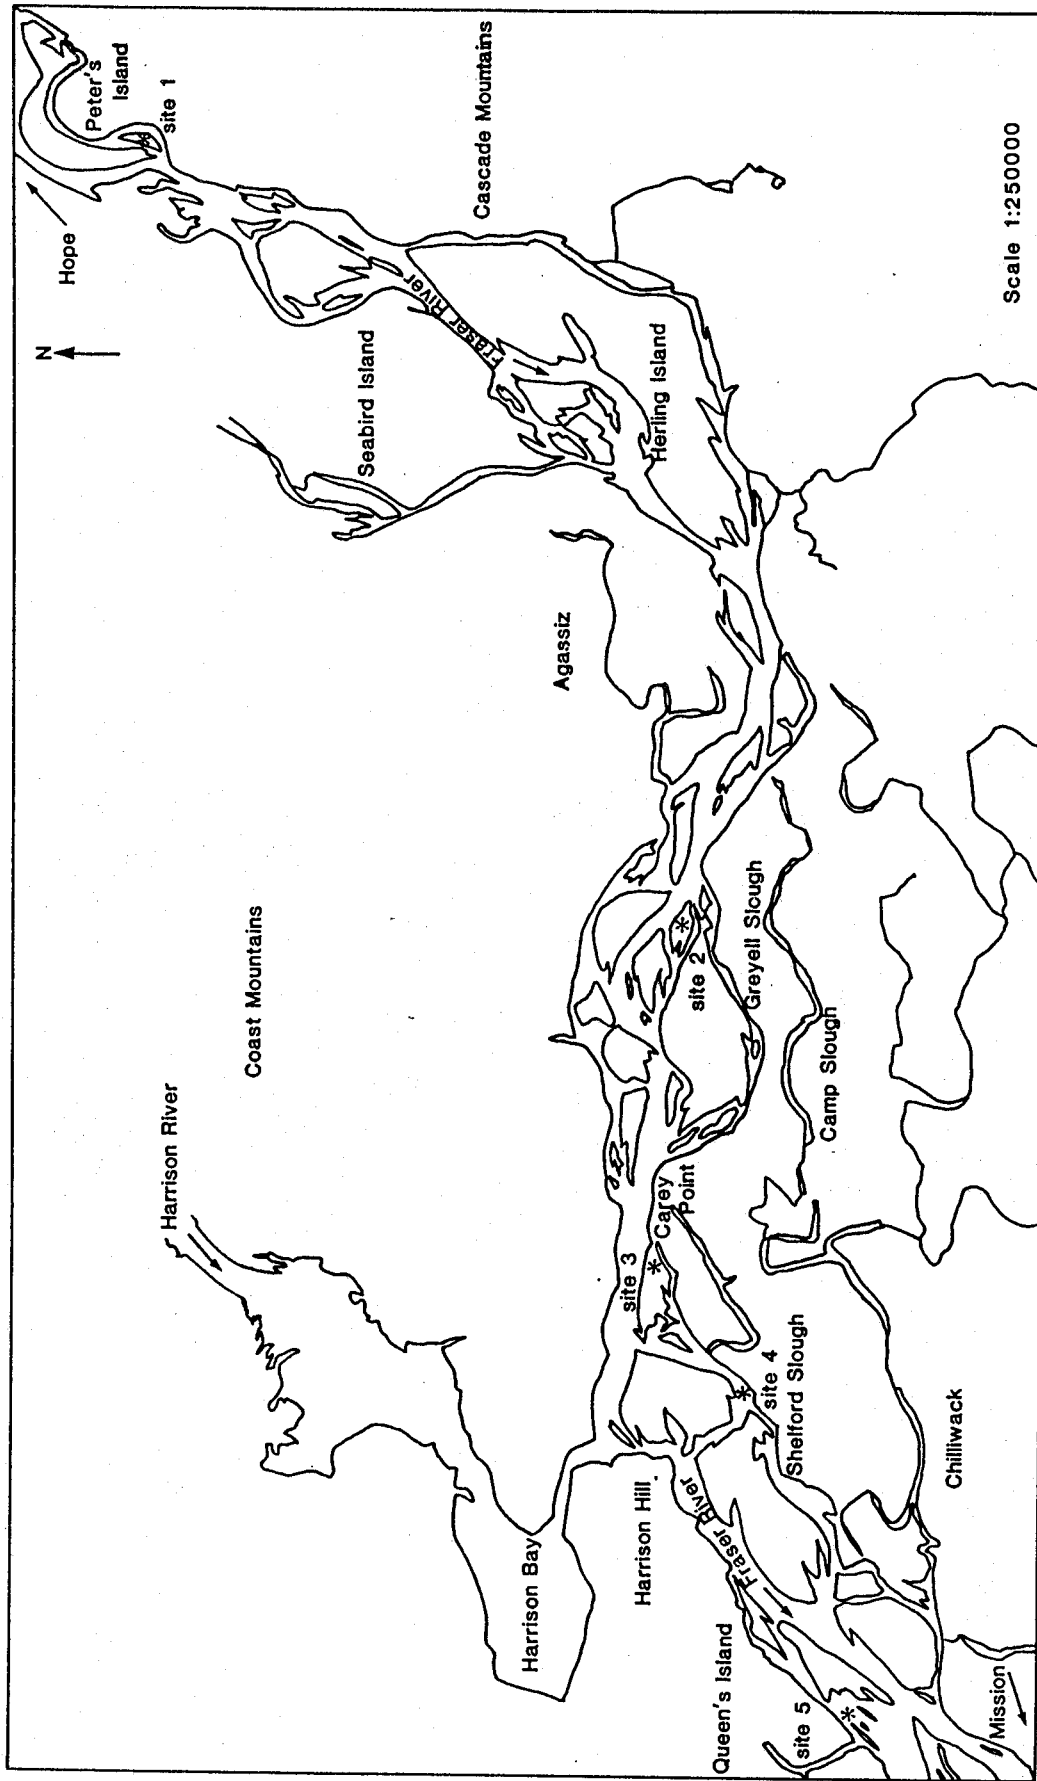 Harrison River
Coast Mountains
Hope
N
Peter's
Island
site 1
Seabird Island
Cascade Mountains
Fraser River
Agassiz
Herling Island
Harrison Bay
Harrison Hill
site 3
Carey
Point
site 2
Greyell Slough
Queen's Island
Fraser River
site 4
Shelford Slough
Camp Slough
site 5
Chilliwack
Mission
Scale 1:250000